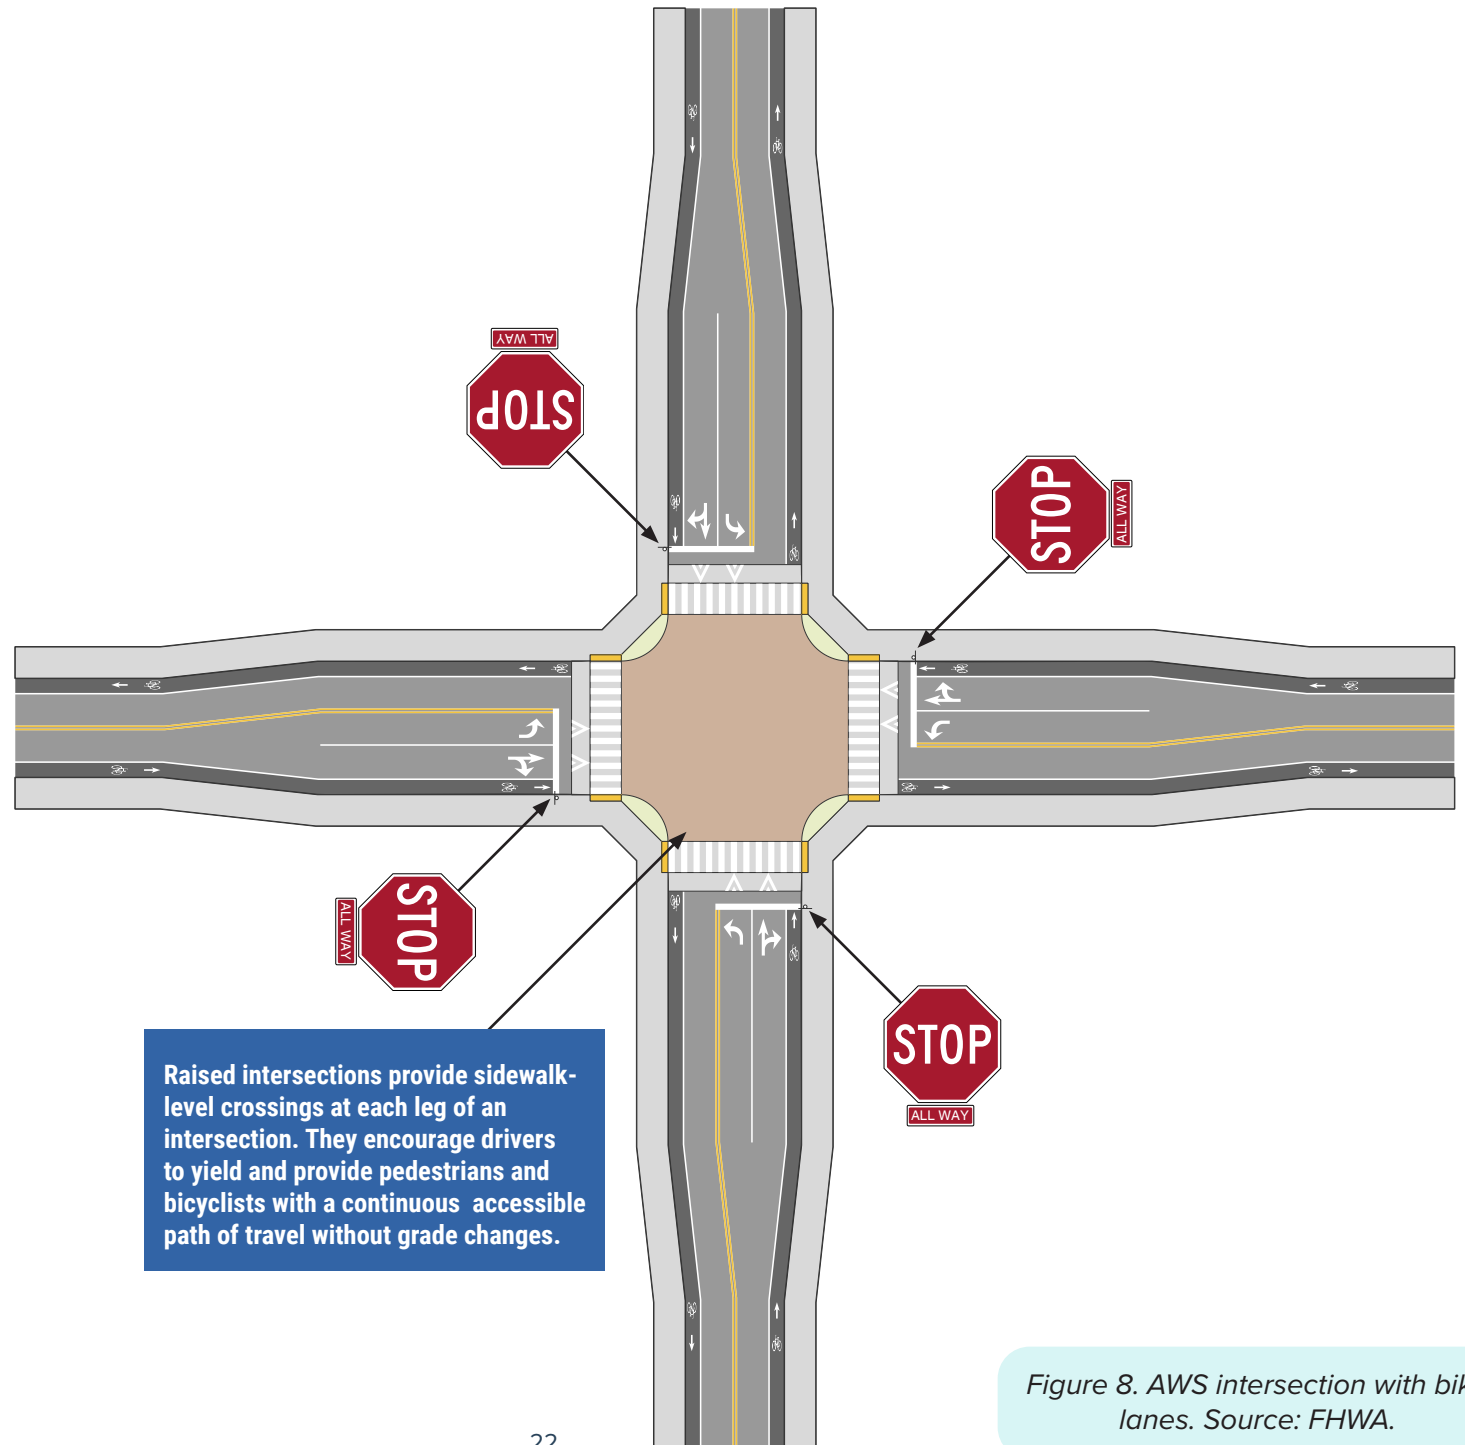 ALL WAY
STOP
STOP
ALL WAY
ALL WAY
STOP
STOP
ALL WAY
Raised intersections provide sidewalk-
level crossings at each leg of an
intersection. They encourage drivers
to yield and provide pedestrians and
bicyclists with a continuous accessible
path of travel without grade changes.
Figure 8. AWS intersection with
lanes. Source: FHWA.
22